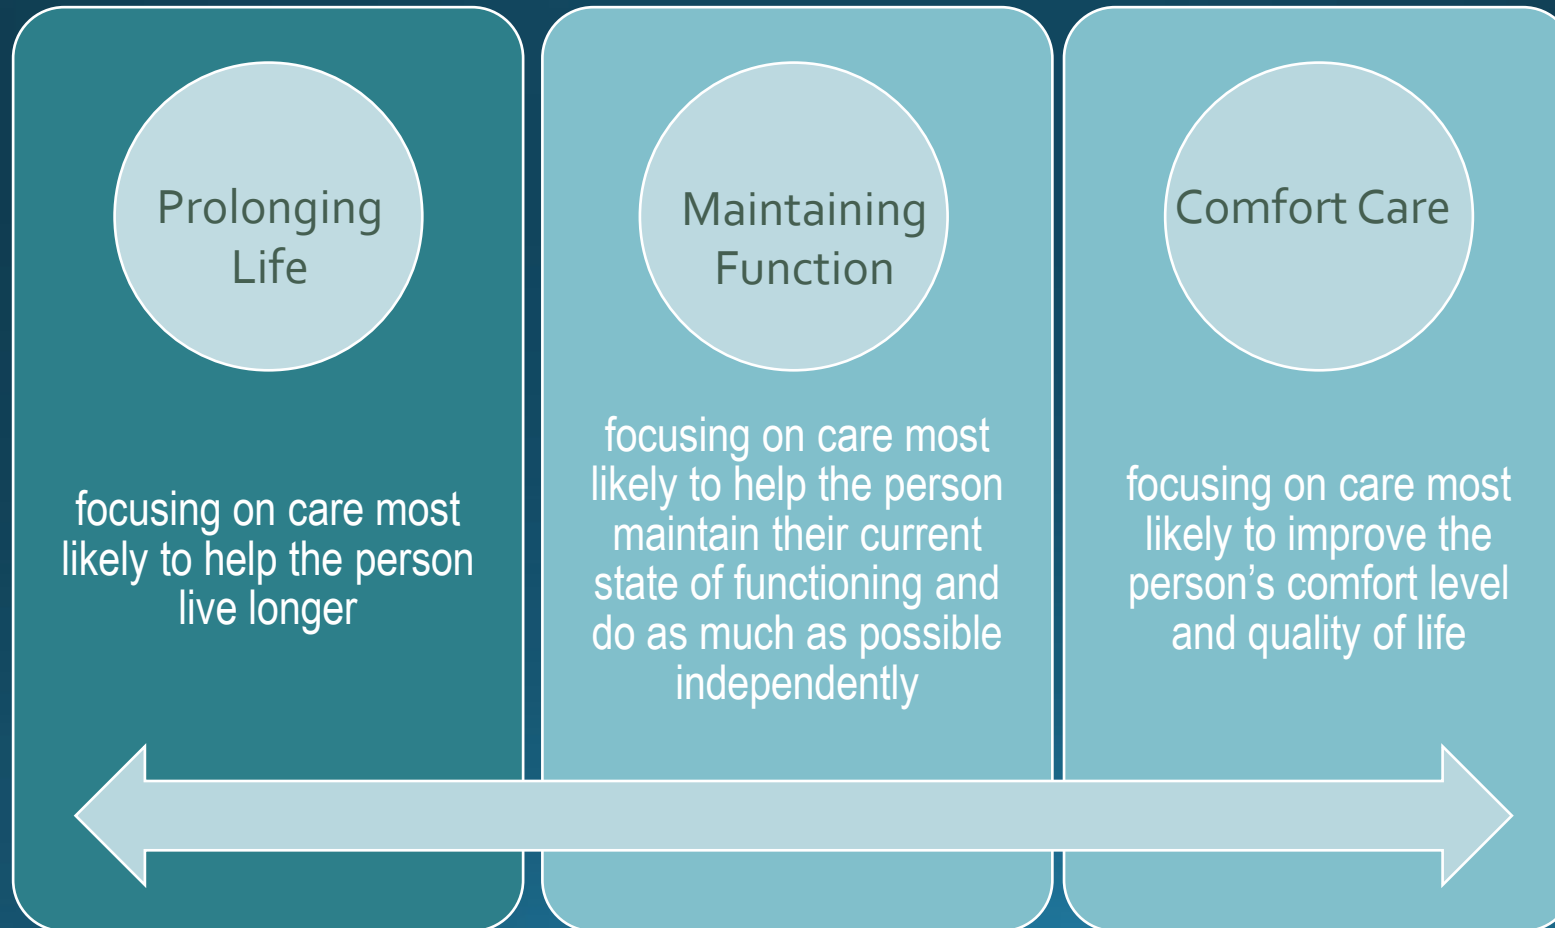 Prolonging
Life
focusing on care most
likely to help the person
live longer
Maintaining
Function
focusing on care most
likely to help the person
maintain their current
state of functioning and
do as much as possible
independently
Comfort Care
focusing on care most
likely to improve the
person’s comfort level
and quality of life